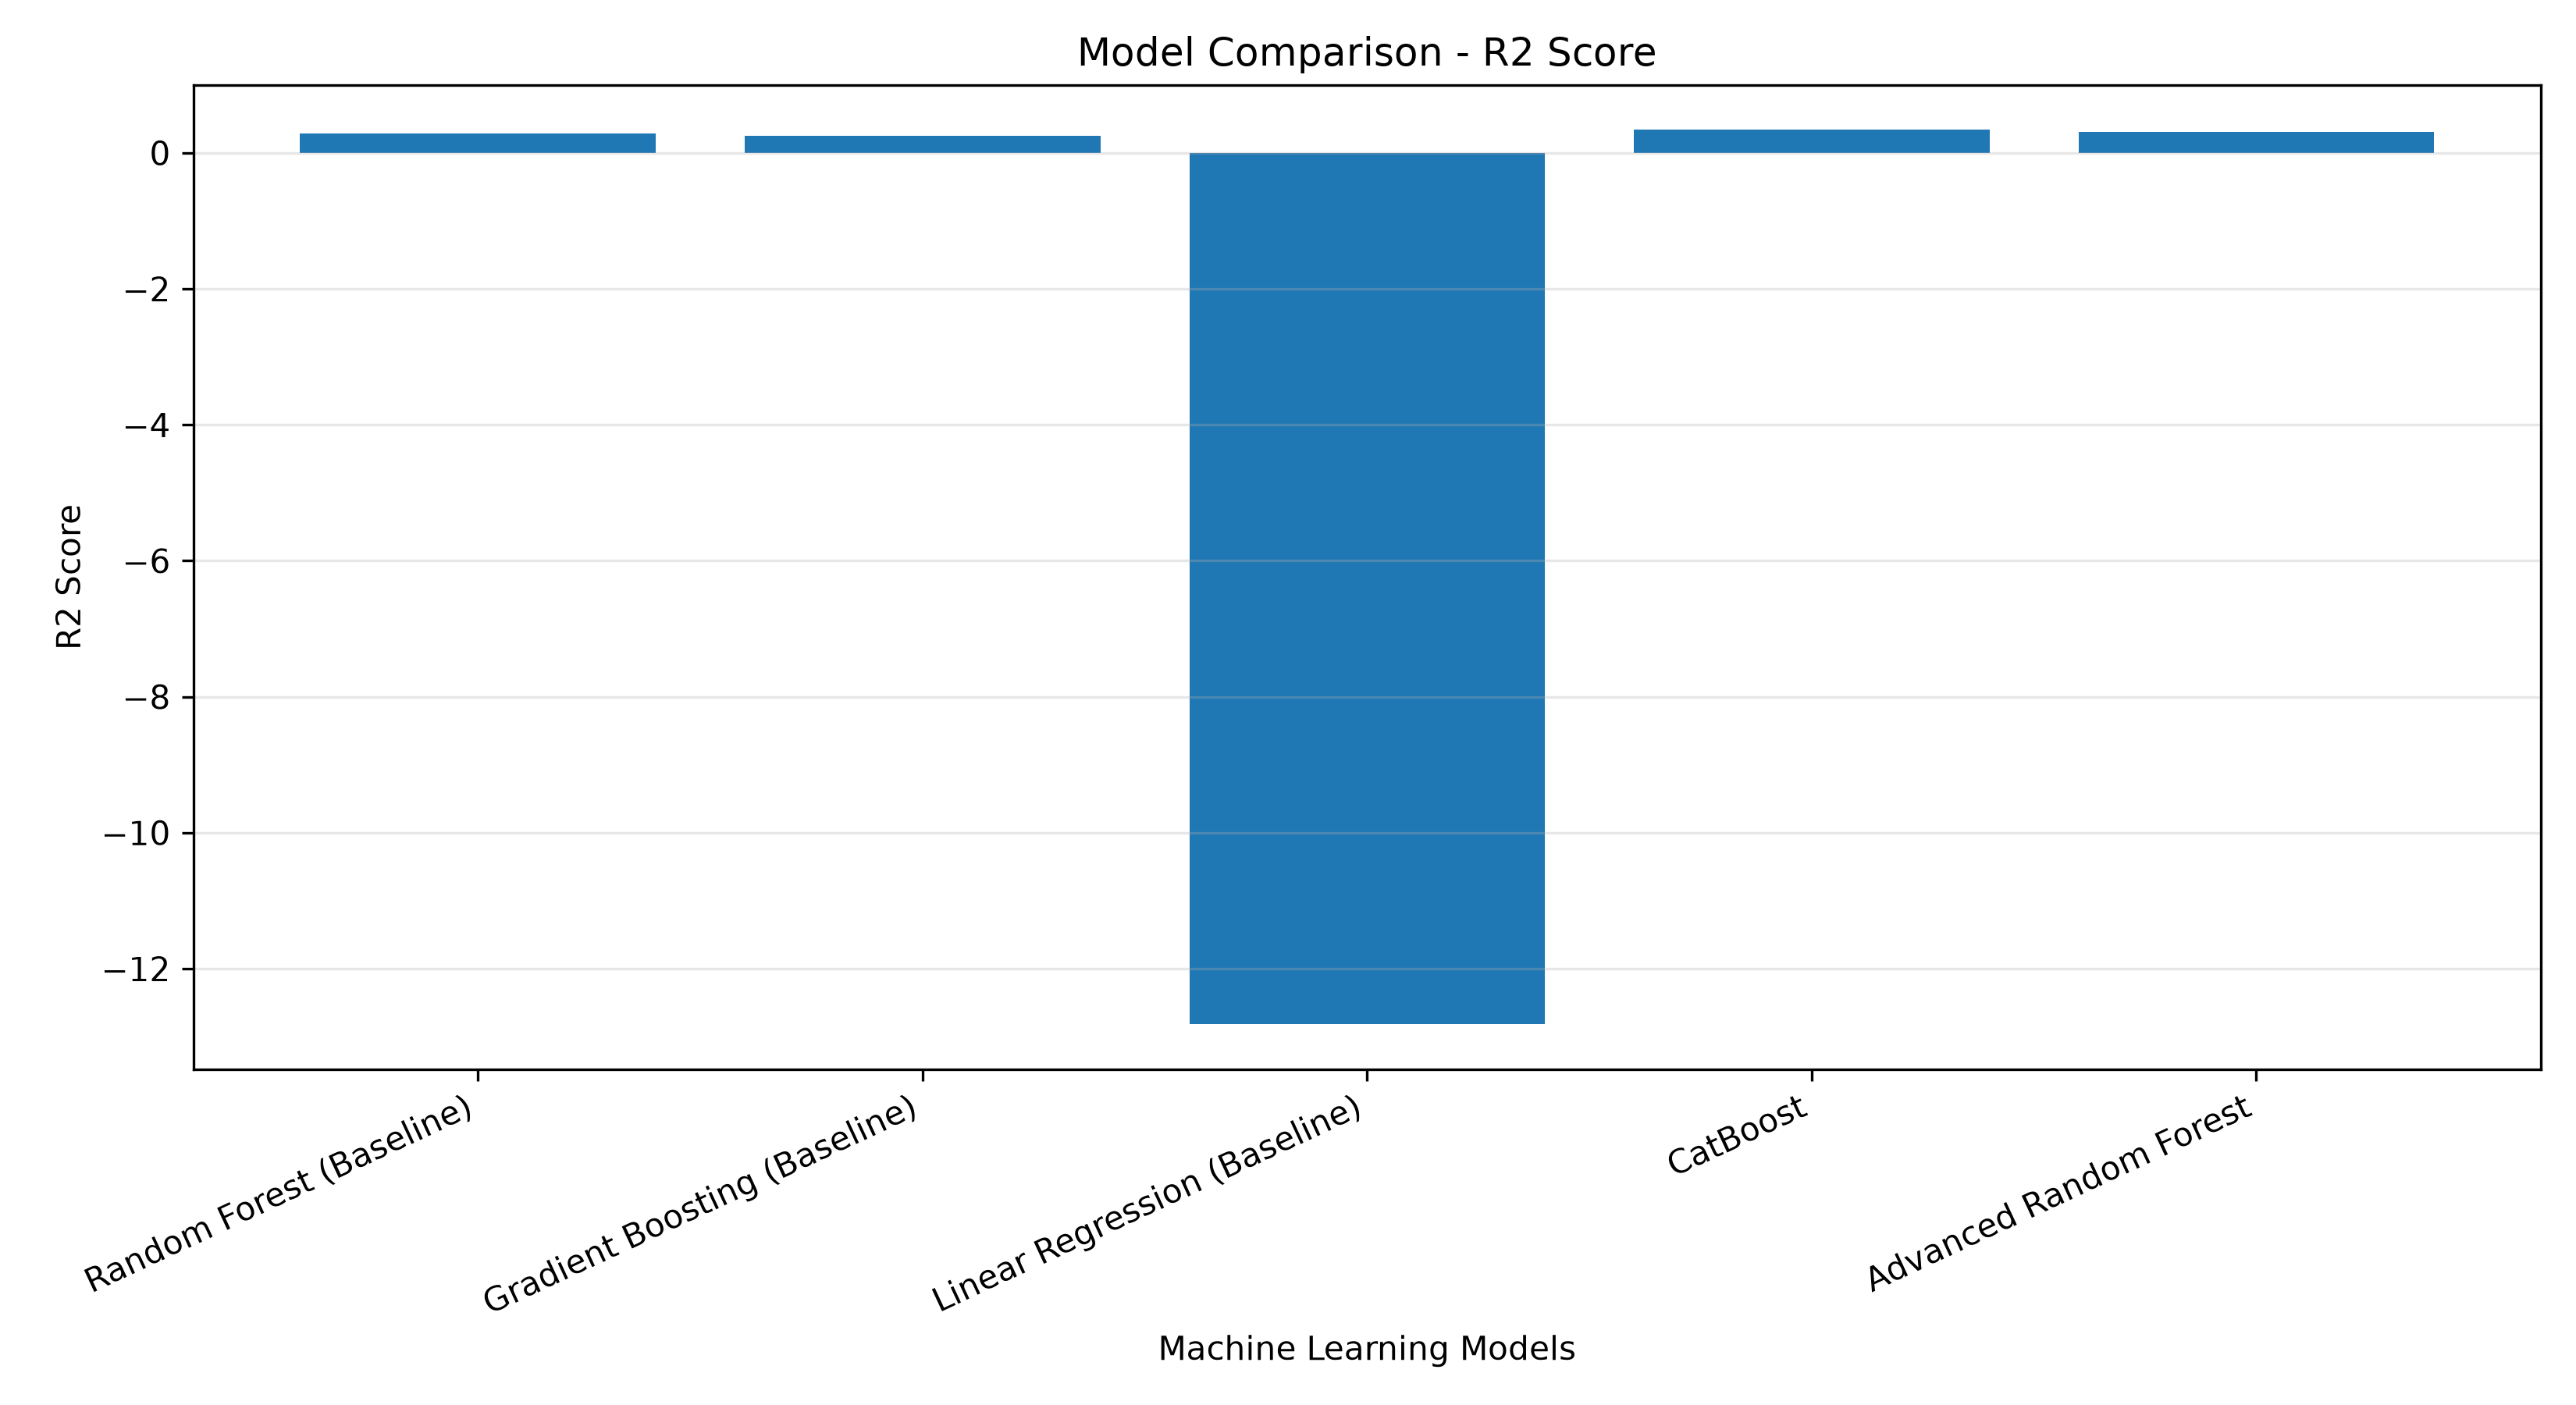 Model Comparison - R2 Score
R2 Score
0
−2
−4
−6
−8
−10
−12
Random Forest (Baseline)
Gradient Boosting (Baseline)
Linear Regression (Baseline)
CatBoost
Advanced Random Forest
Machine Learning Models